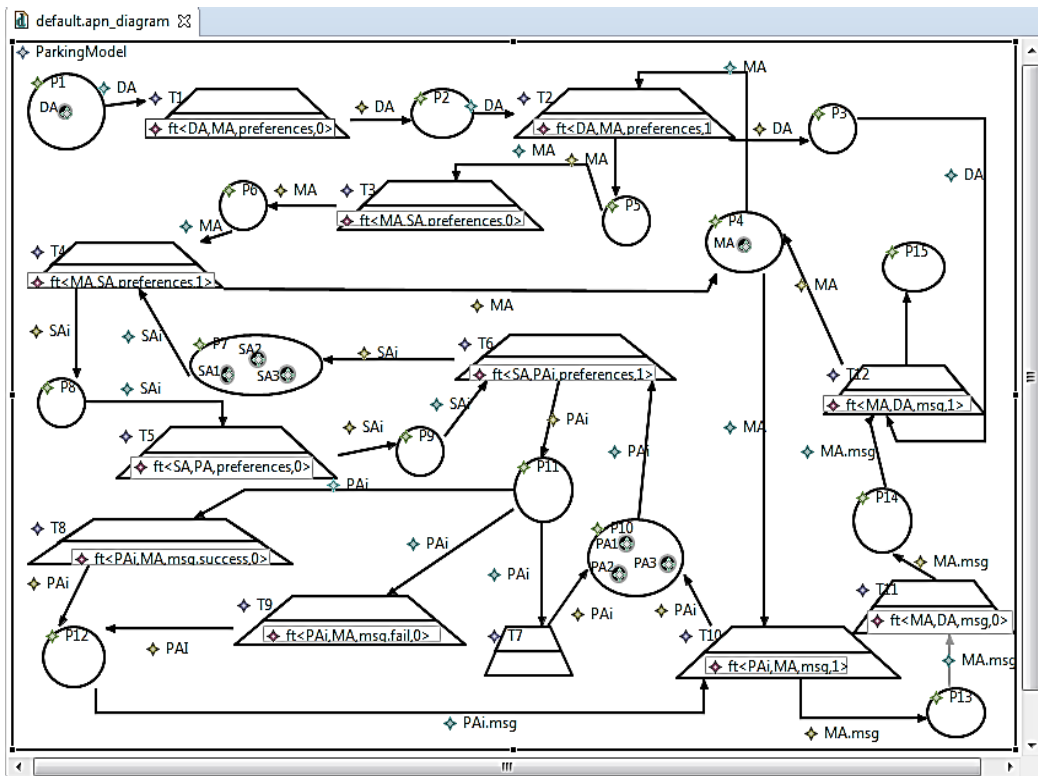 default.apn_diagram
ParkingModel
P1
DA
DA
T1
ft<DA,MA,preferences,0>
DA
P2
DA
T2
ft<DA,MA,preferences,1
MA
DA
P3
DA
MA
MA
P5
T3
ft<MA,SA,preferences,0>
MA
P6
MA
T4
ft<MA,SA,preferences,1>
MA
P4
MA
P15
MA
SAi
SAi
P7
SA1
SA2
SA3
SAi
T6
ft<SA,PAi,preferences,1>
T12
ft<MA,DA,msg,1>
P8
SAi
T5
ft<SA,PA,preferences,0>
SAi
P9
SAi
PAi
PAi
MA
MA.msg
P11
PAi
P14
T8
ft<PAi,MA,msg.success,0>
PAi
PAi
P10
PA1
PA2
PA3
PAi
T9
ft<PAi,MA,msg.fail,0>
PAi
P12
PAI
T7
PAi
PAi
T10
ft<PAi,MA,msg,1>
MA.msg
T11
ft<MA,DA,msg,0>
MA.msg
P13
PAi.msg
MA.msg